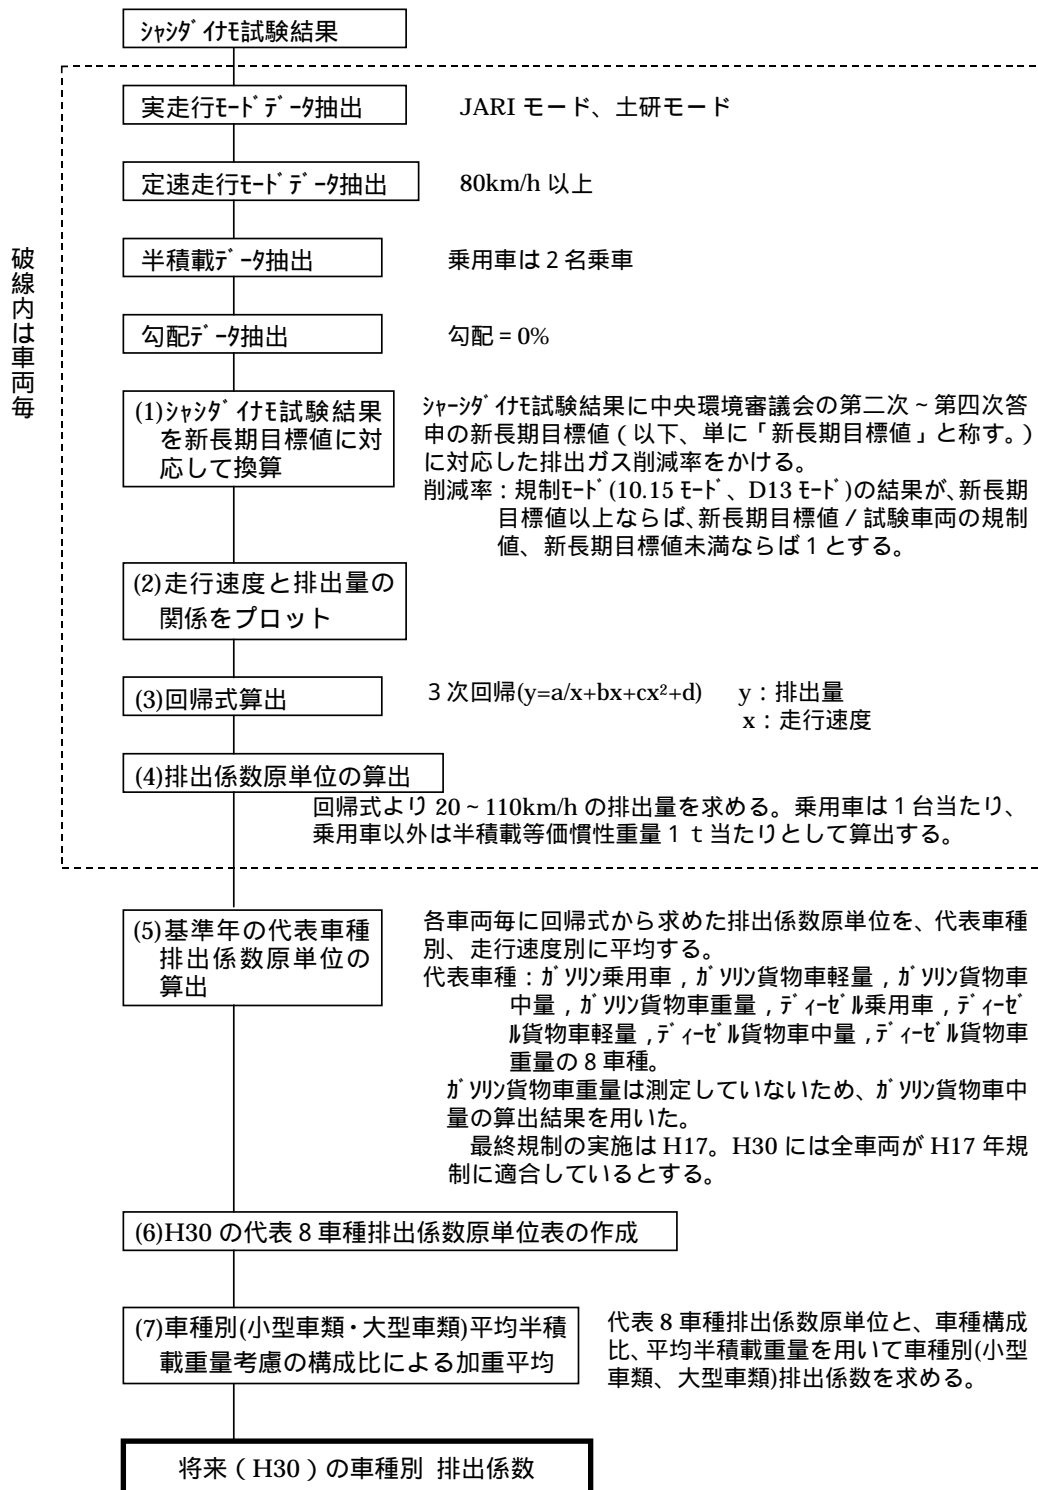 ｼｬｼﾀﾞｲﾅﾓ試験結果
破線内は車両毎
実走行ﾓｰﾄﾞﾃﾞｰﾀ抽出
JARI モード、土研モード
定速走行ﾓｰﾄﾞﾃﾞｰﾀ抽出
80km/h 以上
半積載ﾃﾞｰﾀ抽出
乗用車は２名乗車
勾配ﾃﾞｰﾀ抽出
勾配 = 0%
(1)ｼｬｼﾀﾞｲﾅﾓ試験結果
を新長期目標値に対
応して換算
ｼｬｰｼﾀﾞｲﾅﾓ試験結果に中央環境審議会の第二次～第四次答
申の新長期目標値（以下、単に「新長期目標値」と称す。）
に対応した排出ガス削減率をかける。
削減率：規制ﾓｰﾄﾞ(10.15 ﾓｰﾄﾞ、D13 ﾓｰﾄﾞ)の結果が、新長期
目標値以上ならば、新長期目標値／試験車両の規制
値、新長期目標値未満ならば１とする。
(2)走行速度と排出量の
関係をプロット
(3)回帰式算出
３次回帰(y=a/x+bx+cx²+d)　y：排出量
x：走行速度
(4)排出係数原単位の算出
回帰式より 20～110km/h の排出量を求める。乗用車は１台当たり、
乗用車以外は半積載等価慣性重量１ｔ当たりとして算出する。
(5)基準年の代表車種
排出係数原単位の
算出
各車両毎に回帰式から求めた排出係数原単位を、代表車種
別、走行速度別に平均する。
代表車種：ｶﾞｿﾘﾝ乗用車，ｶﾞｿﾘﾝ貨物車軽量，ｶﾞｿﾘﾝ貨物車
中量，ｶﾞｿﾘﾝ貨物車重量，ﾃﾞｨｰｾﾞﾙ乗用車，ﾃﾞｨｰｾﾞ
ﾙ貨物車軽量，ﾃﾞｨｰｾﾞﾙ貨物車中量，ﾃﾞｨｰｾﾞﾙ貨物車
重量の８車種。
ｶﾞｿﾘﾝ貨物車重量は測定していないため、ｶﾞｿﾘﾝ貨物車中
量の算出結果を用いた。
最終規制の実施は H17。H30 には全車両が H17 年規
制に適合しているとする。
(6)H30 の代表８車種排出係数原単位表の作成
(7)車種別(小型車類・大型車類)平均半積
載重量考慮の構成比による加重平均
代表８車種排出係数原単位と、車種構成
比、平均半積載重量を用いて車種別(小型
車類、大型車類)排出係数を求める。
将来（H30）の車種別 排出係数